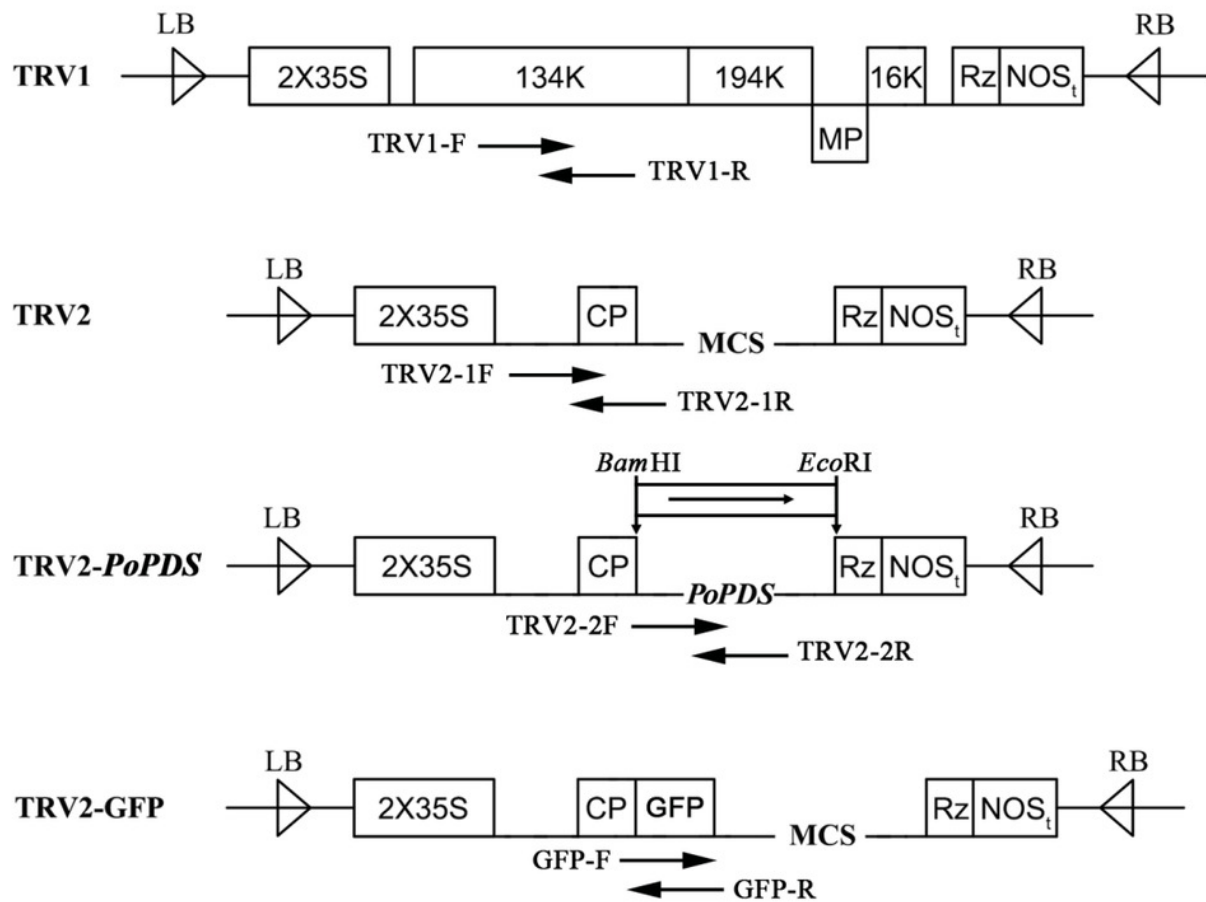 LB RB
TRV1 2X35S 134K 194K 16K Rz NOSt
MP
TRV1-F
TRV1-R
LB RB
TRV2 2X35S CP Rz NOSt
MCS
TRV2-1F
TRV2-1R
BamHI EcoRI
LB RB
TRV2-PoPDS 2X35S CP Rz NOSt
PoPDS
TRV2-2F
TRV2-2R
LB RB
TRV2-GFP 2X35S CP GFP Rz NOSt
MCS
GFP-F
GFP-R